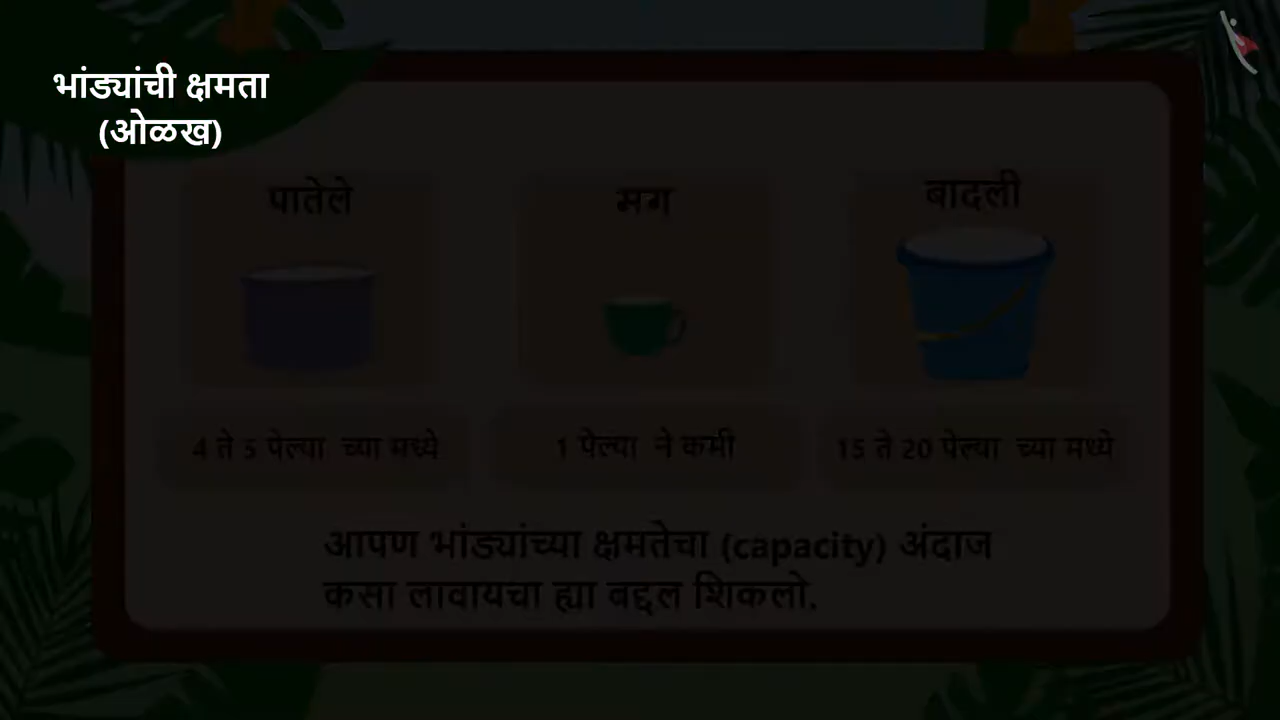 भांड्यांची क्षमता
(ओळख)
पातेले
मग
बादली
4 ते 5 पेल्या च्या मध्ये
1 पेल्या ने कमी
15 ते 20 पेल्या च्या मध्ये
आपण भांड्यांच्या क्षमतेचा (capacity) अंदाज
कसा लावायचा ह्या बद्दल शिकलो.